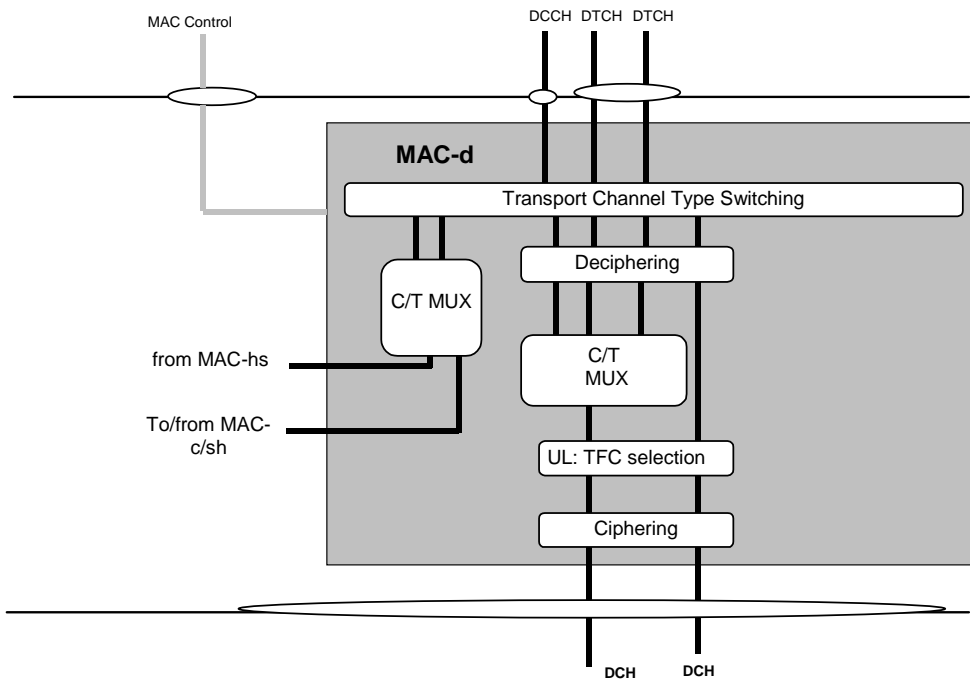 MAC Control
DCCH DTCH DTCH
MAC-d
Transport Channel Type Switching
Deciphering
C/T MUX
C/T
MUX
from MAC-hs
To/from MAC-
c/sh
UL: TFC selection
Ciphering
DCH
DCH